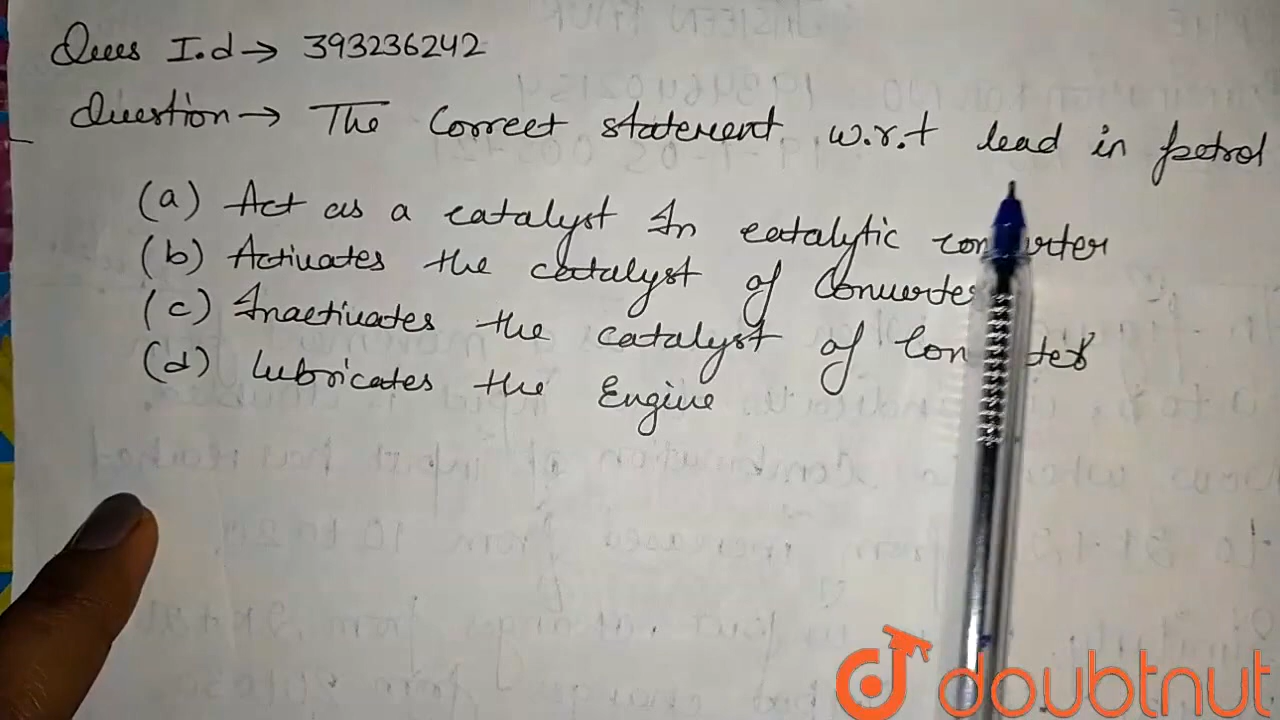 Ques I.d → 393236242
Question → The Correct statement w.r.t lead in petrol
(a) Act as a catalyst In catalytic converter
(b) Activates the catalyst of Converter
(c) Inactivates the catalyst of
(d) Lubricates the Engine
doubtnut